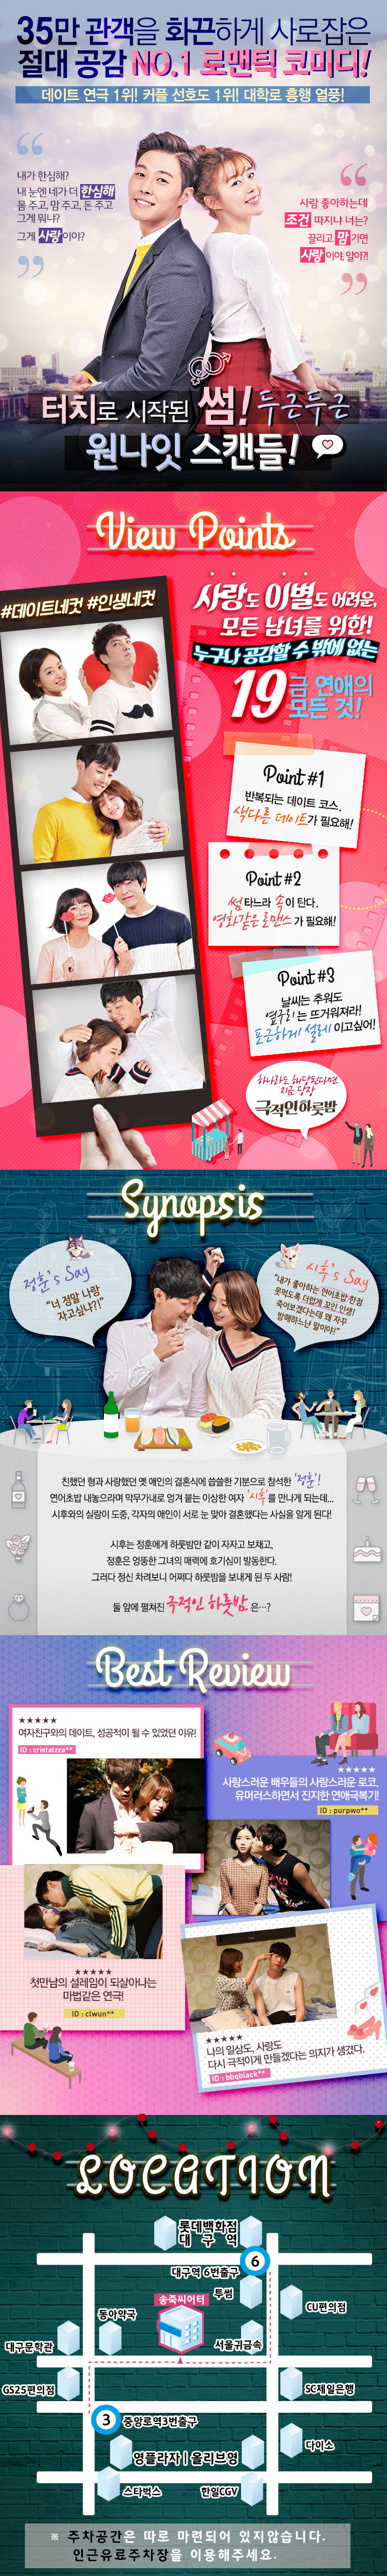 35만 관객을 화끈하게 사로잡은
절대 공감 NO.1 로맨틱 코미디!
데이트 연극 1위! 커플 선호도 1위! 대학로 흥행 열풍!
내가 한심해?
내 눈엔 네가 더 한심해
몸 주고, 맘 주고, 돈 주고
그게 뭐냐?
그게 사랑이야?
사람 좋아하는데
조건 따지냐 너는?
끌리고 맘 가면
사랑이야, 알아?!
터치로 시작된 썸! 두근두근
원나잇 스캔들!
View Points
#데이트네컷 #인생네컷
사랑도 이별도 어려운,
모든 남녀를 위한!
누구나 공감할 수 밖에 없는
19금 연애의
모든 것!
Point #1
반복되는 데이트 코스.
색다른 데이트가 필요해!
Point #2
썸 타느라 속이 탄다.
영화같은 로맨스가 필요해!
Point #3
날씨는 추워도
옆구리는 뜨거워져라!
포근하게 설레이고싶어!
하나라도 해당된다면
지금 당장
극적인하룻밤
Synopsis
정훈's Say
"너 정말 나랑
자고싶냐?!"
시후's Say
"내가 좋아하는 연어초밥 한점
못먹도록 더럽게 꼬인 인생!
죽어보겠다는데 왜 자꾸
방해하느냔 말이야!"
친했던 형과 사랑했던 옛 애인의 결혼식에 씁쓸한 기분으로 참석한 '정훈'!
연어초밥 내놓으라며 막무가내로 엉겨 붙는 이상한 여자 '시후'를 만나게 되는데...
시후와의 실랑이 도중, 각자의 애인이 서로 눈 맞아 결혼했다는 사실을 알게 된다!
시후는 정훈에게 하룻밤만 같이 자자고 보채고,
정훈은 엉뚱한 그녀의 매력에 호기심이 발동한다.
그러다 정신 차려보니 어쩌다 하룻밤을 보내게 된 두 사람!
둘 앞에 펼쳐진 극적인 하룻밤은…?
Best Review
★★★★★
여자친구와의 데이트, 성공적이 될 수 있었던 이유!
ID : cristalzza**
★★★★★
사랑스러운 배우들의 사랑스러운 로코,
유머러스하면서 진지한 연애극복기!
ID : purpwo**
★★★★★
첫만남의 설레임이 되살아나는
마법같은 연극!
ID : clwun**
★★★★★
나의 일상도, 사랑도
다시 극적이게 만들겠다는 의지가 생겼다.
ID : bbqblack**
LOCATION
롯데백화점
대 구 역
6
대구역 6번출구
투썸
송죽씨어터
CU편의점
동아약국
대구문학관
서울귀금속
GS25편의점
SC제일은행
3
중앙로역3번출구
다이소
영플라자 | 올리브영
스타벅스
한일CGV
※ 주차공간은 따로 마련되어 있지않습니다.
인근유료주차장을 이용해주세요.